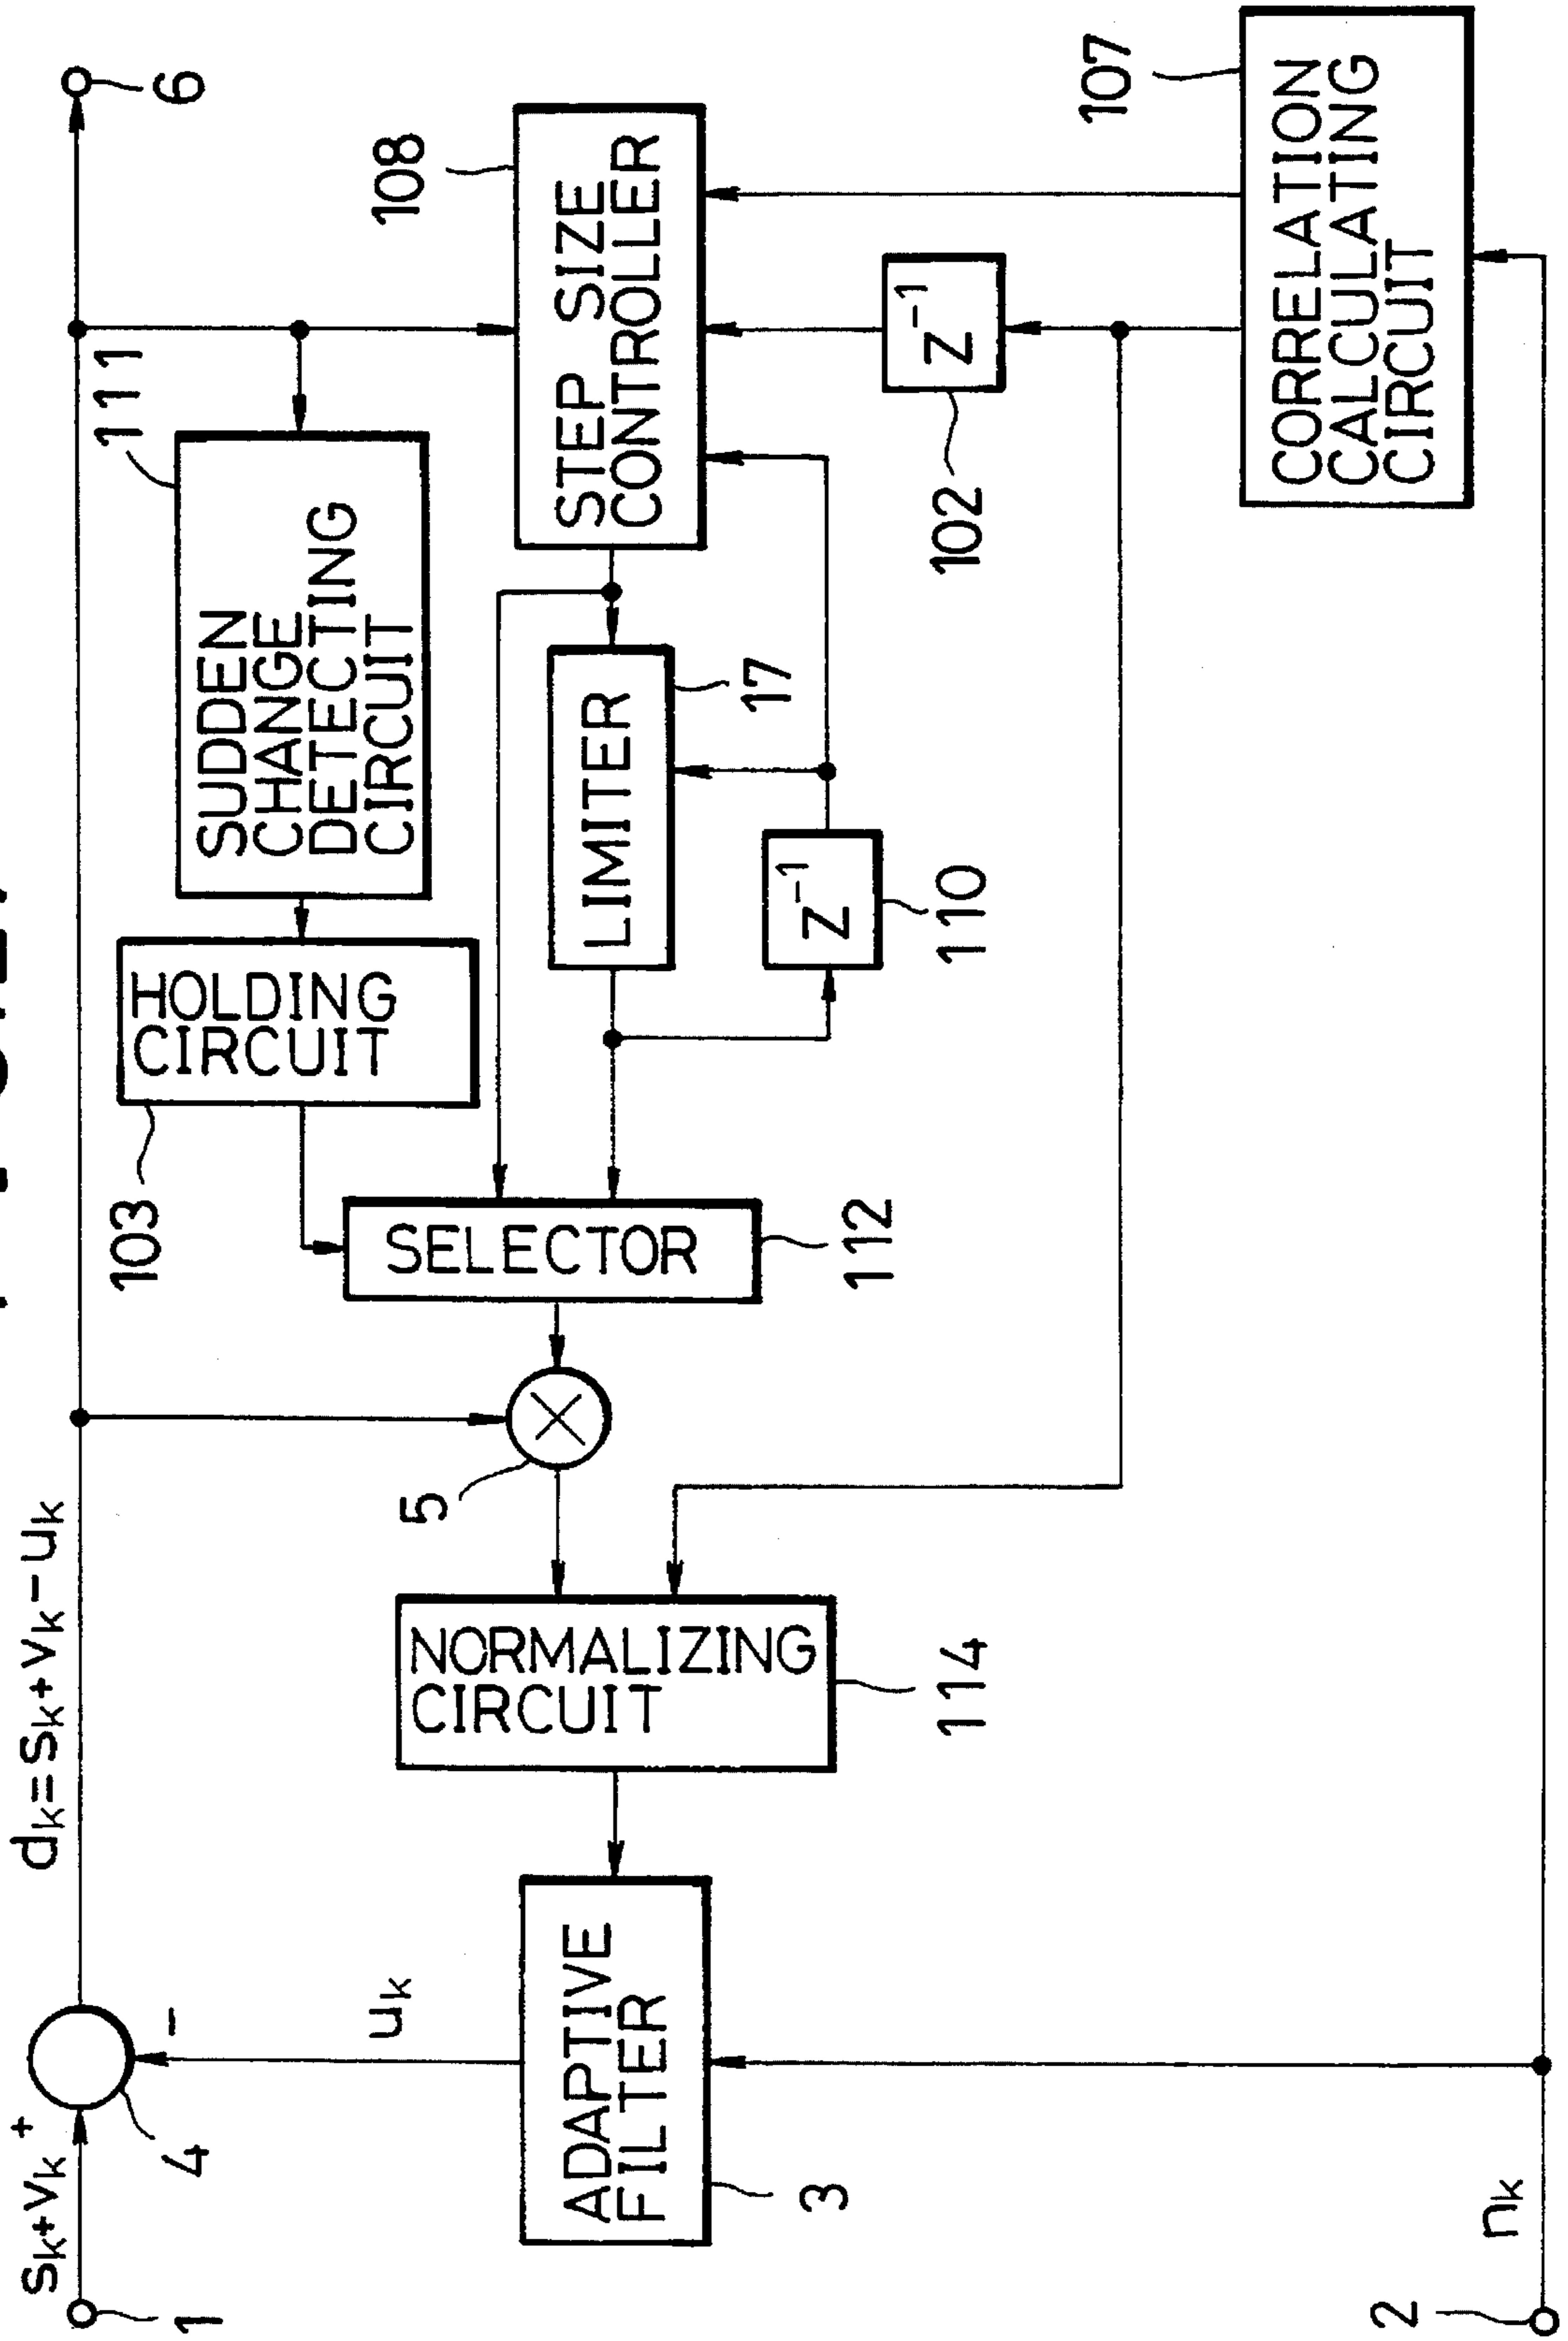 sₖ+vₖ
+
4
−
dₖ=sₖ+vₖ−uₖ
1
6
uₖ
103
HOLDING
CIRCUIT
111
SUDDEN
CHANGE
DETECTING
CIRCUIT
108
STEP SIZE
CONTROLLER
5
SELECTOR
112
LIMITER
17
ADAPTIVE
FILTER
3
NORMALIZING
CIRCUIT
114
Z⁻¹
110
Z⁻¹
102
107
CORRELATION
CALCULATING
CIRCUIT
nₖ
2